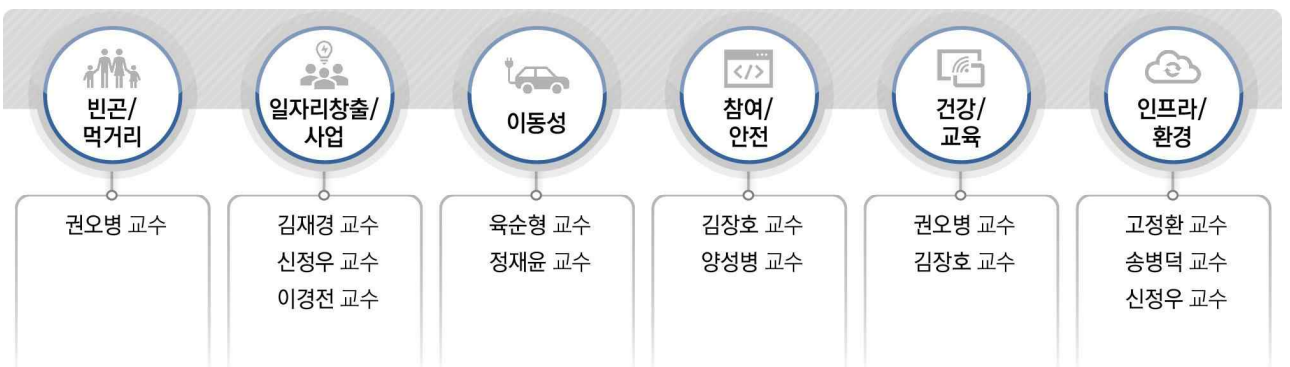 빈곤/
먹거리
권오병 교수
일자리창출/
사업
김재경 교수
신정우 교수
이경전 교수
이동성
육순형 교수
정재윤 교수
</>
참여/
안전
김장호 교수
양성병 교수
건강/
교육
권오병 교수
김장호 교수
인프라/
환경
고정환 교수
송병덕 교수
신정우 교수